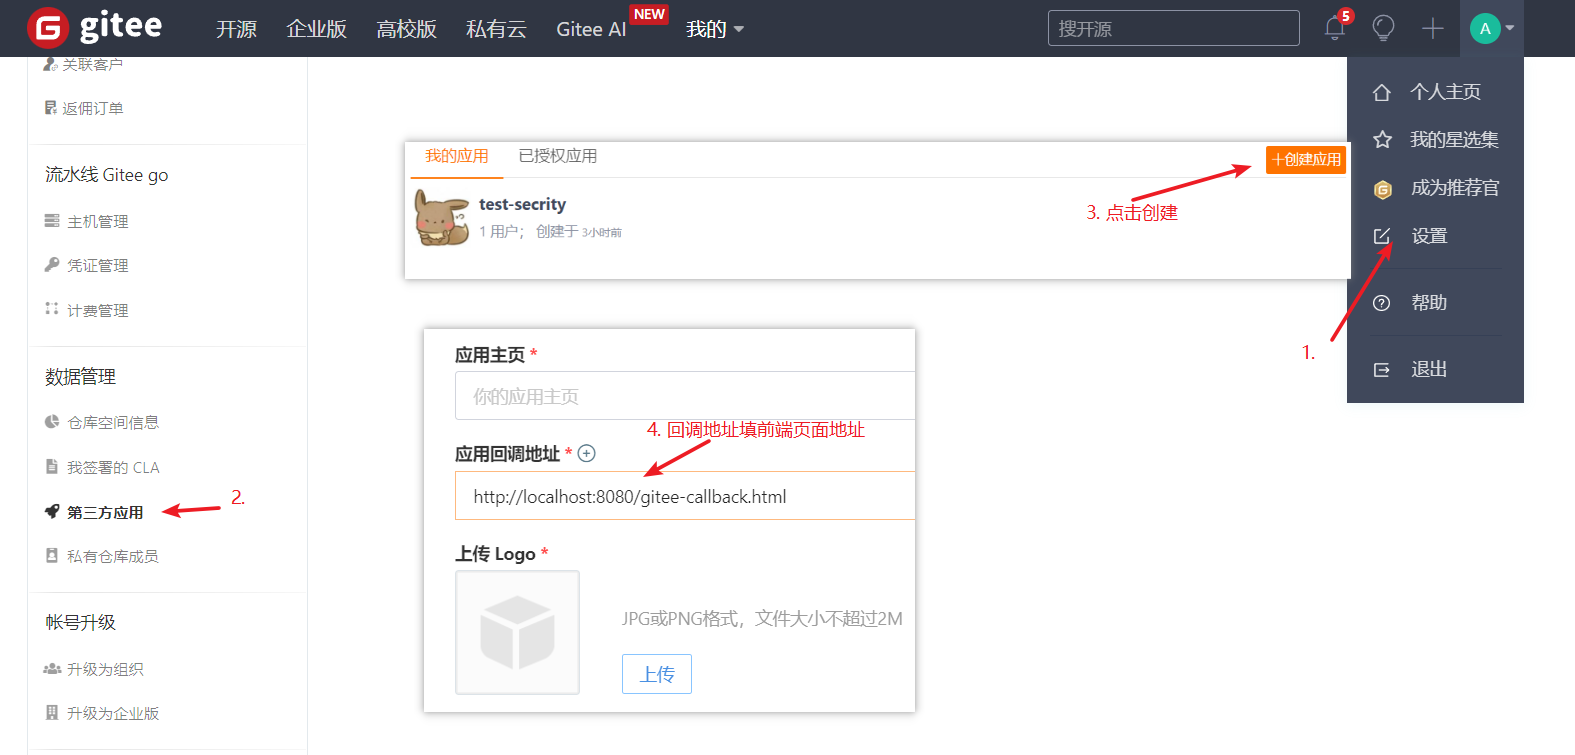 gitee
开源
企业版
高校版
私有云
Gitee AI
NEW
我的
搜开源
5
A
关联客户
返佣订单
流水线 Gitee go
主机管理
凭证管理
计费管理
数据管理
仓库空间信息
我签署的 CLA
第三方应用
2.
私有仓库成员
帐号升级
升级为组织
升级为企业版
我的应用
已授权应用
+创建应用
test-secrity
1 用户； 创建于 3小时前
3. 点击创建
应用主页 *
你的应用主页
4. 回调地址填前端页面地址
应用回调地址 *
http://localhost:8080/gitee-callback.html
上传 Logo *
JPG或PNG格式，文件大小不超过2M
上传
个人主页
我的星选集
成为推荐官
设置
帮助
1.
退出